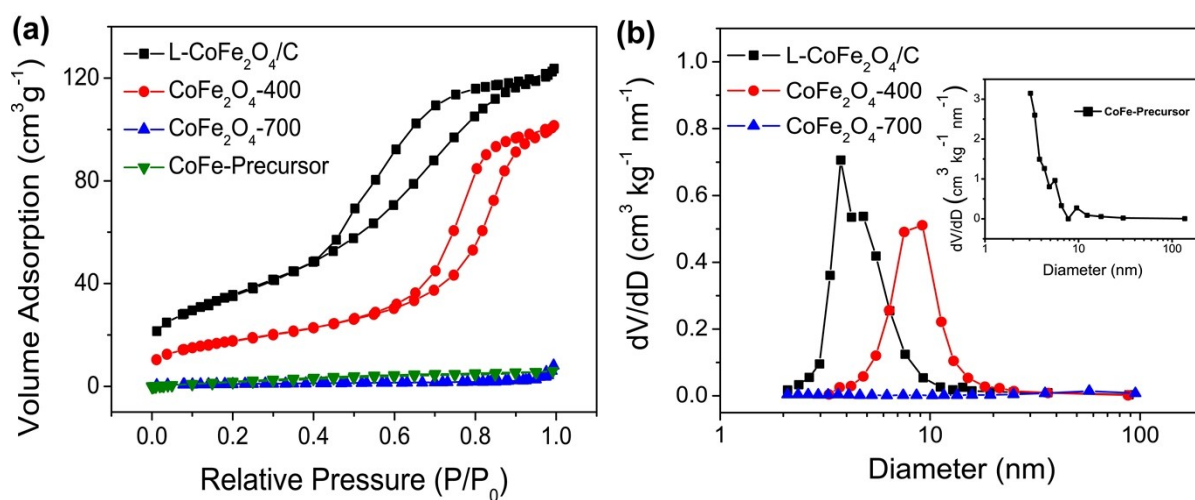 (a)
L-CoFe₂O₄/C
CoFe₂O₄-400
CoFe₂O₄-700
CoFe-Precursor
Volume Adsorption (cm³g⁻¹)
120
80
40
0
0.0 0.2 0.4 0.6 0.8 1.0
Relative Pressure (P/P₀)
(b)
L-CoFe₂O₄/C
CoFe₂O₄-400
CoFe₂O₄-700
dV/dD (cm³ kg⁻¹ nm⁻¹)
1.0
0.8
0.6
0.4
0.2
0.0
1 10 100
Diameter (nm)
CoFe-Precursor
dV/dD (cm³ kg⁻¹ nm⁻¹)
3
2
1
0
1 10 100
Diameter (nm)